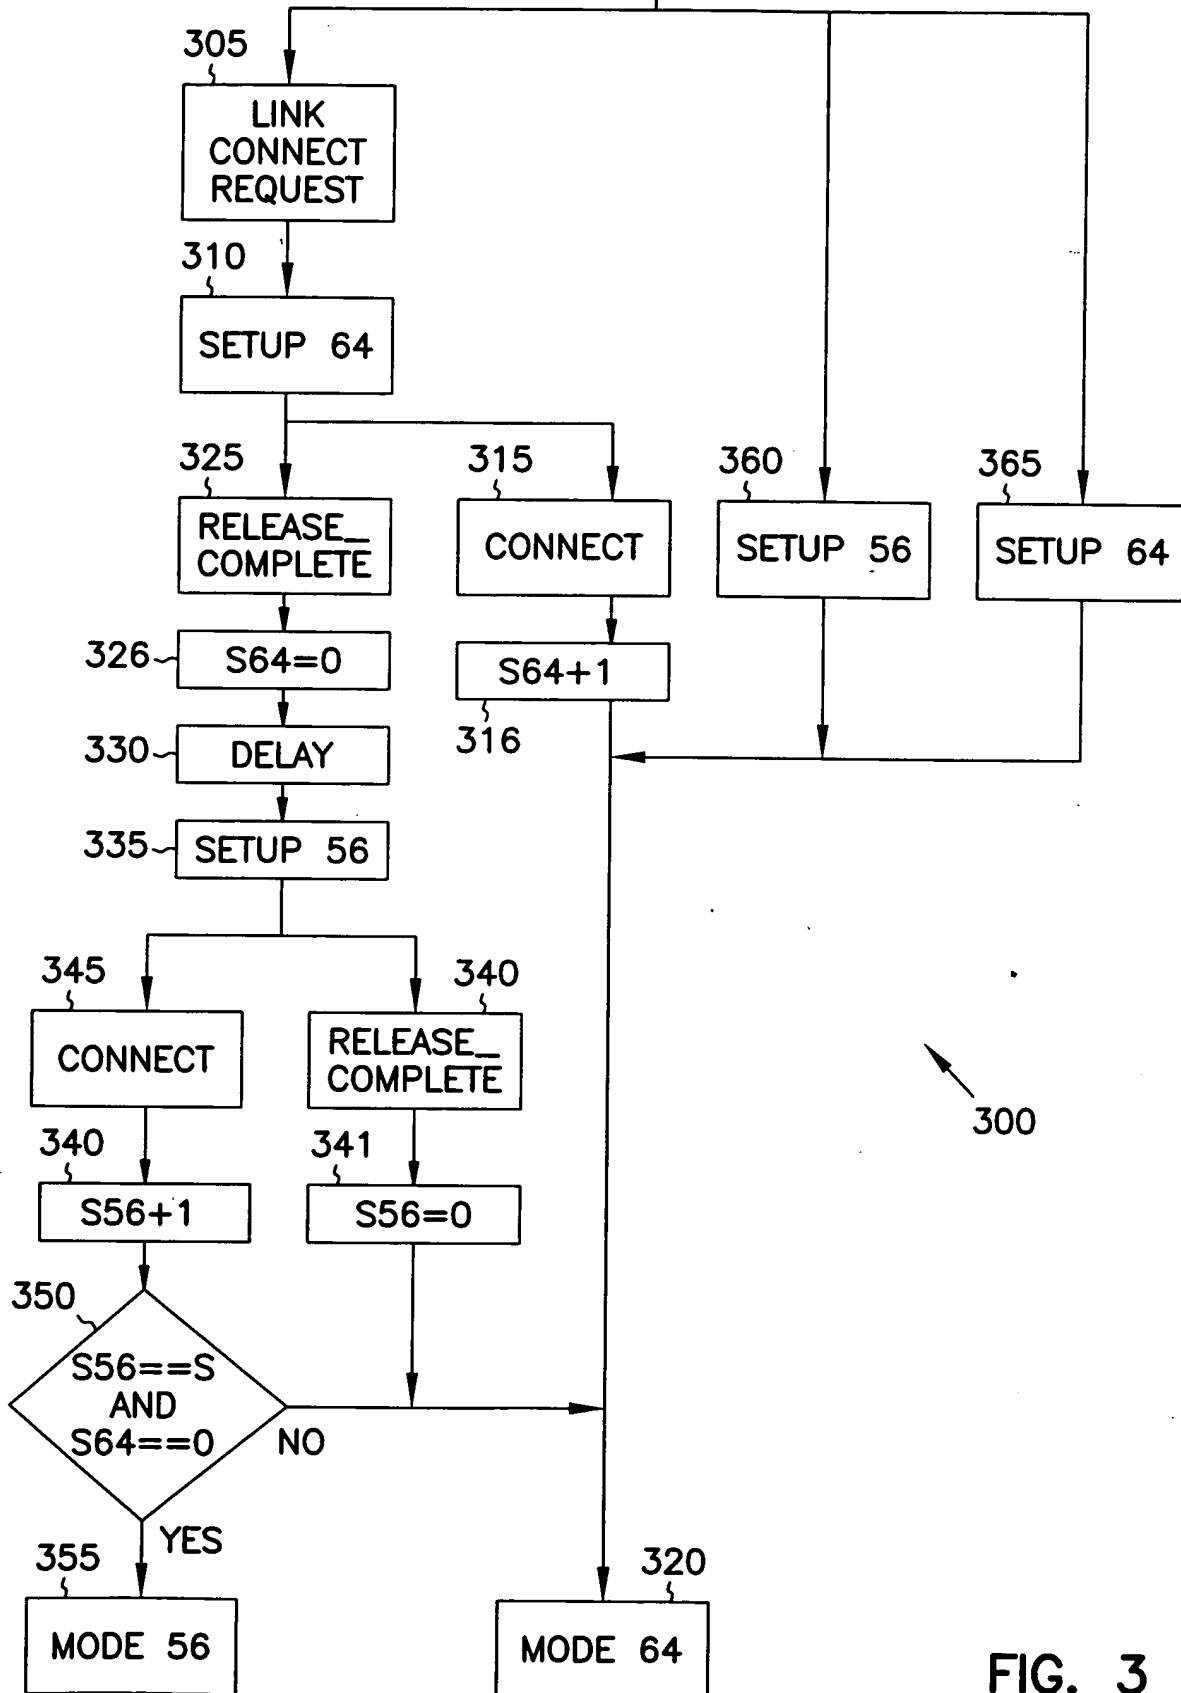 305
LINK
CONNECT
REQUEST
310
SETUP 64
325
RELEASE_
COMPLETE
315
CONNECT
360
SETUP 56
365
SETUP 64
326
S64=0
S64+1
316
330
DELAY
335
SETUP 56
345
CONNECT
340
RELEASE_
COMPLETE
300
340
S56+1
341
S56=0
350
S56==S
AND
S64==0
NO
YES
355
MODE 56
320
MODE 64
FIG. 3